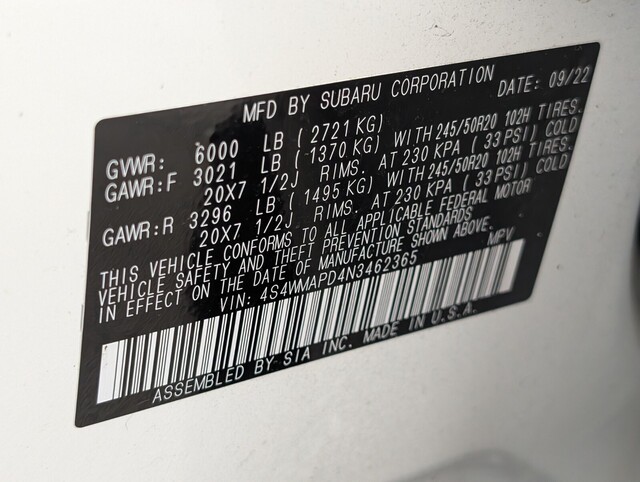 MFD BY SUBARU CORPORATION DATE: 09/22
GVWR: 6000 LB ( 2721 KG)
GAWR:F 3021 LB ( 1370 KG) WITH 245/50R20 102H TIRES.
20X7 1/2J RIMS. AT 230 KPA ( 33 PSI) COLD
GAWR:R 3296 LB ( 1495 KG) WITH 245/50R20 102H TIRES.
20X7 1/2J RIMS. AT 230 KPA ( 33 PSI) COLD
THIS VEHICLE CONFORMS TO ALL APPLICABLE FEDERAL MOTOR
VEHICLE SAFETY AND THEFT PREVENTION STANDARDS
IN EFFECT ON THE DATE OF MANUFACTURE SHOWN ABOVE.
VIN: 4S4WMAPD4N3462365 MPV
ASSEMBLED BY SIA INC. MADE IN U.S.A.